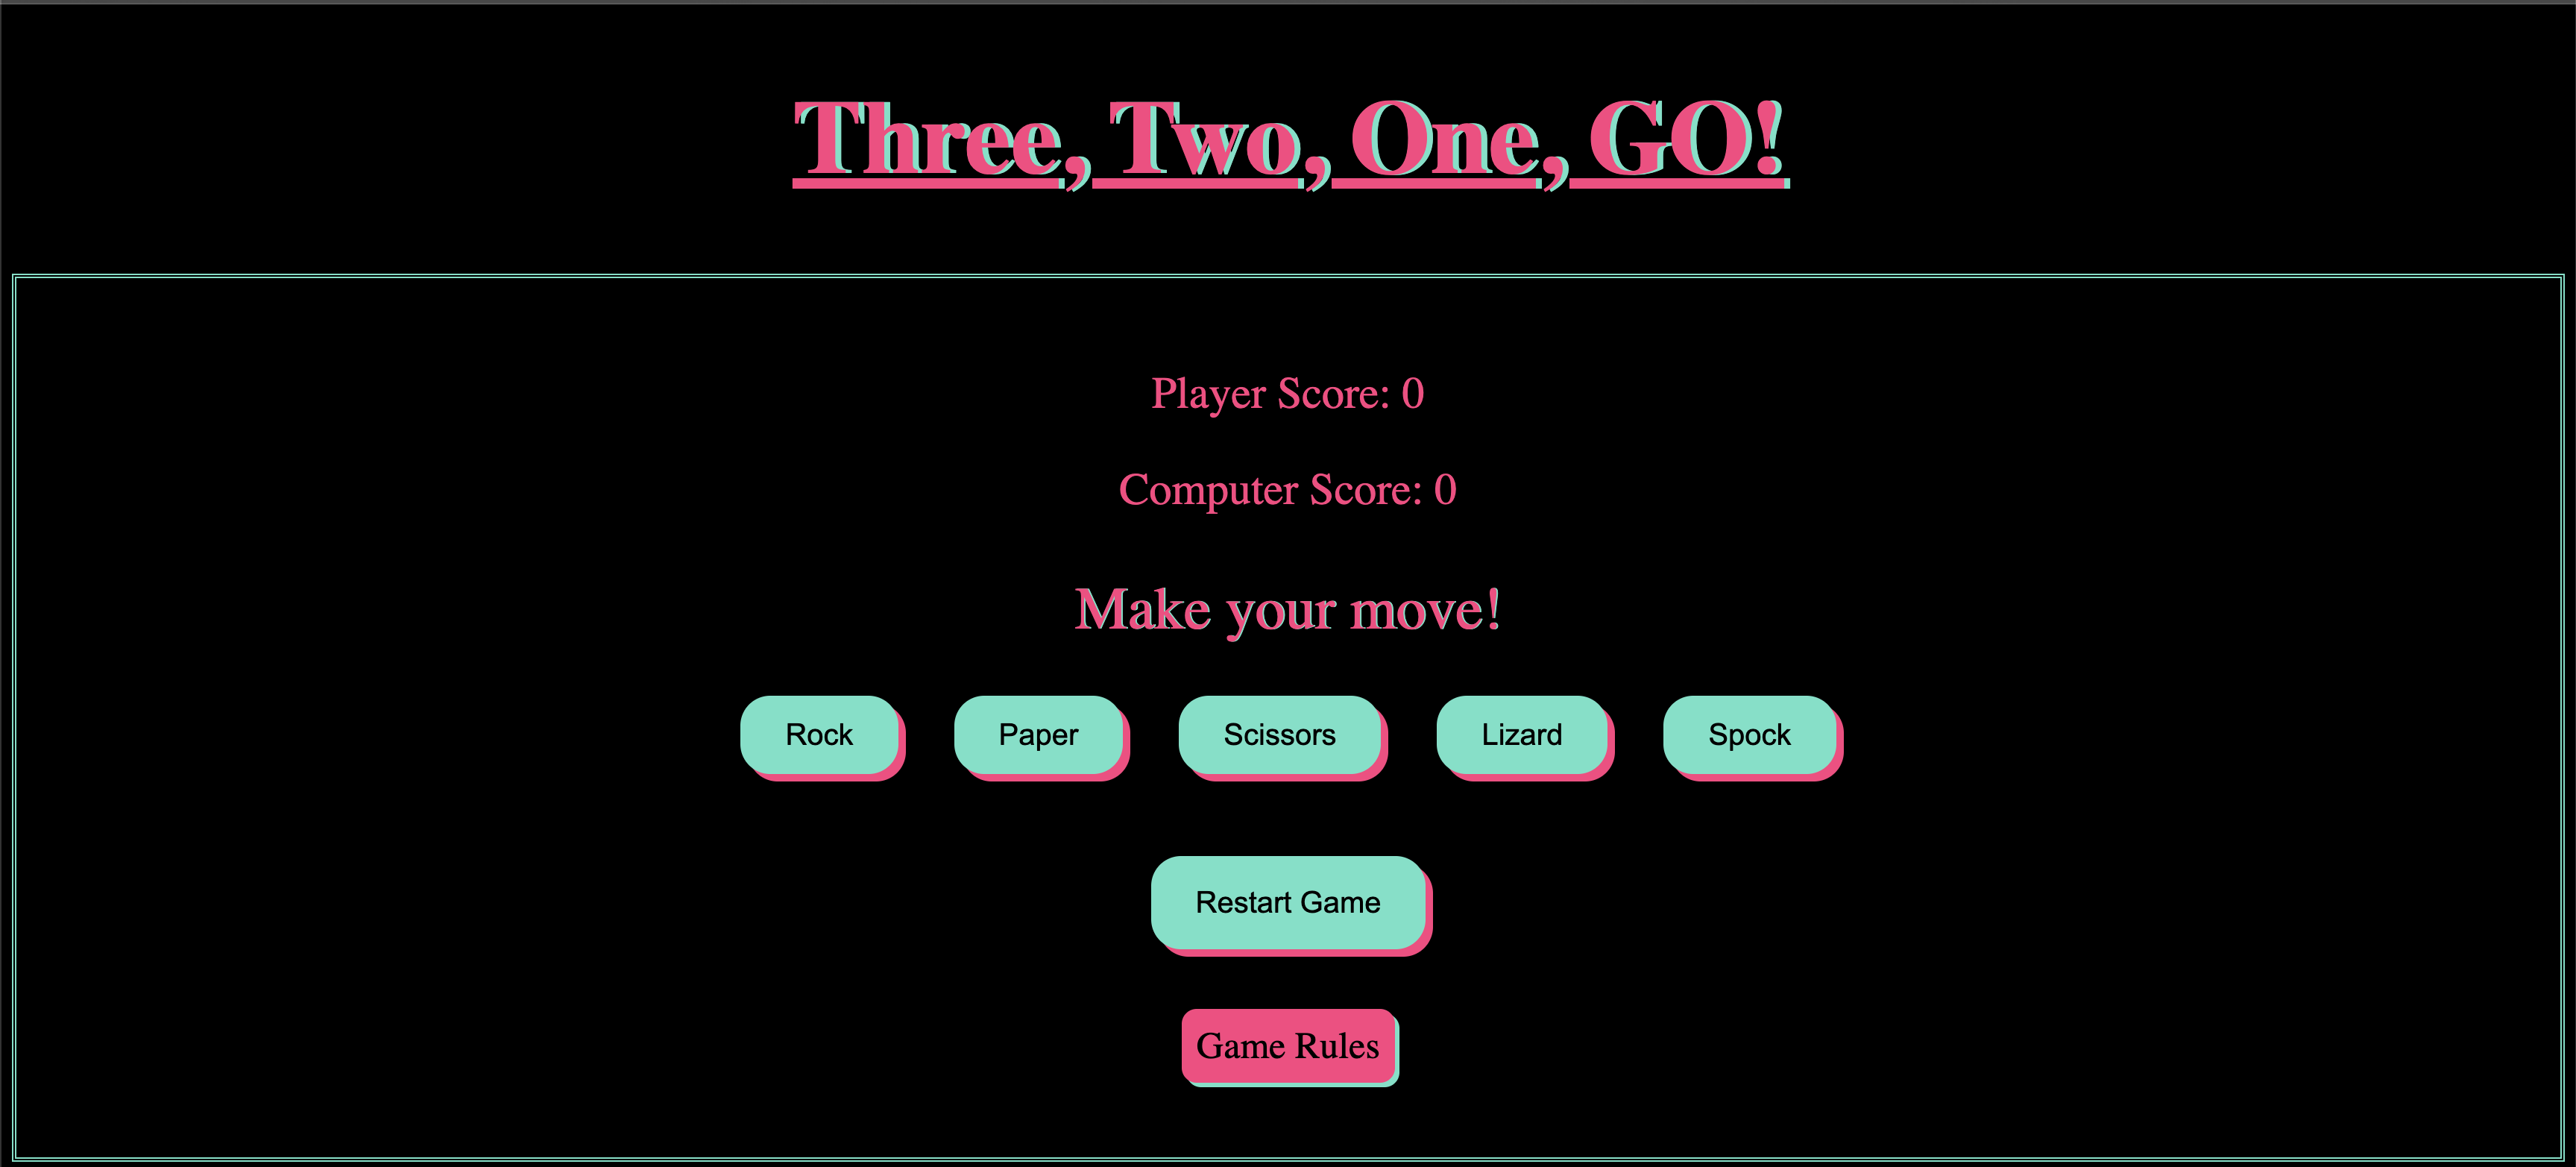 Three, Two, One, GO!
Player Score: 0
Computer Score: 0
Make your move!
Rock Paper Scissors Lizard Spock
Restart Game
Game Rules